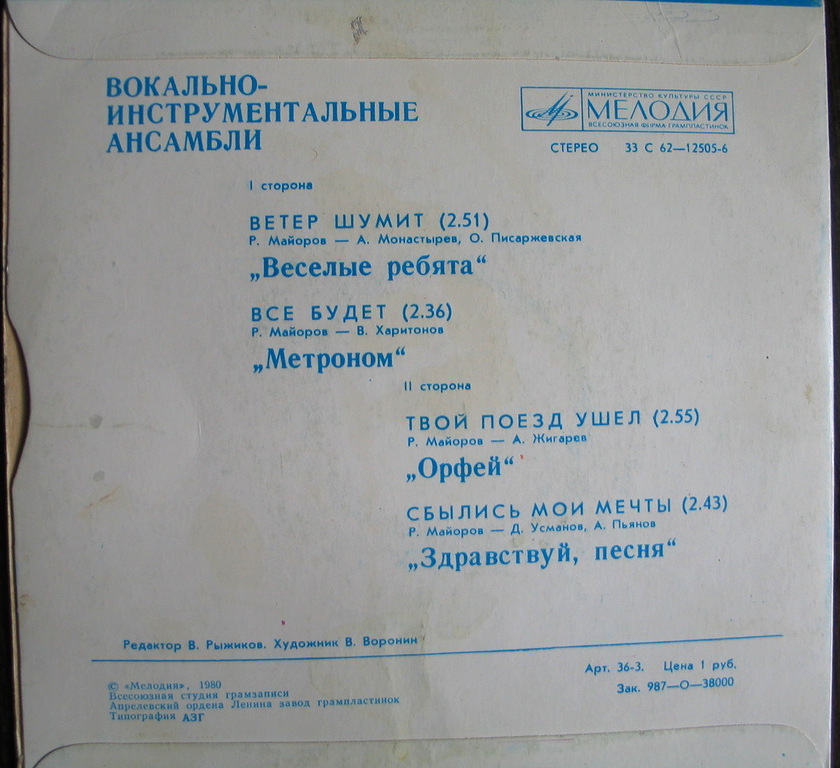 ВОКАЛЬНО-
ИНСТРУМЕНТАЛЬНЫЕ
АНСАМБЛИ
МИНИСТЕРСТВО КУЛЬТУРЫ СССР
МЕЛОДИЯ
ВСЕСОЮЗНАЯ ФИРМА ГРАМПЛАСТИНОК
СТЕРЕО 33 С 62—12505-6
I сторона
ВЕТЕР ШУМИТ (2.51)
Р. Майоров — А. Монастырев, О. Писаржевская
„Веселые ребята“
ВСЕ БУДЕТ (2.36)
Р. Майоров — В. Харитонов
„Метроном“
II сторона
ТВОЙ ПОЕЗД УШЕЛ (2.55)
Р. Майоров — А. Жигарев
„Орфей“
СБЫЛИСЬ МОИ МЕЧТЫ (2.43)
Р. Майоров — Д. Усманов, А. Пьянов
„Здравствуй, песня“
Редактор В. Рыжиков. Художник В. Воронин
Арт. 36-3. Цена 1 руб.
Зак. 987—О—38000
© «Мелодия», 1980
Всесоюзная студия грамзаписи
Апрелевский ордена Ленина завод грампластинок
Типография АЗГ